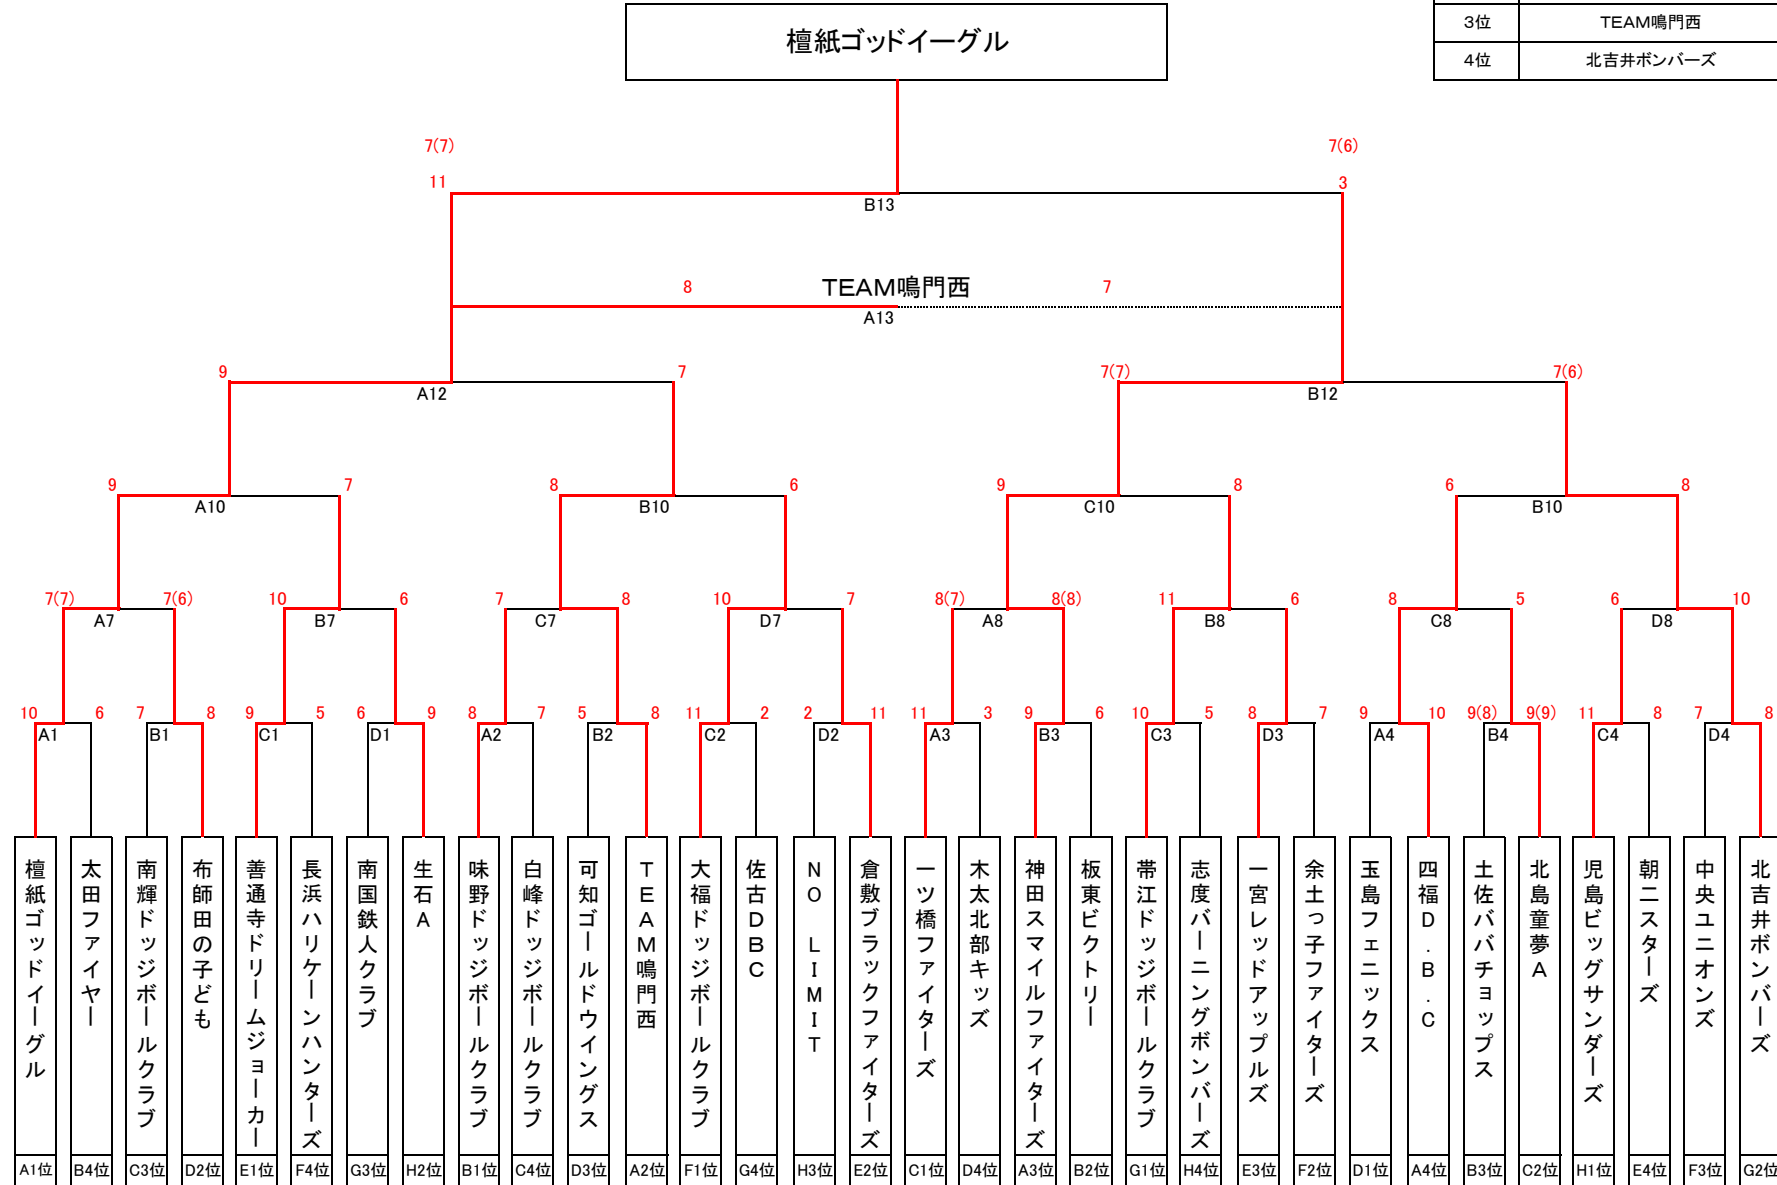 檀紙ゴッドイーグル
3位 TEAM鳴門西
4位 北吉井ボンバーズ
7(7) 7(6)
11 3
B13
8 TEAM鳴門西 7
A13
9 7 7(7) 7(6)
A12 B12
9 7 8 6 9 8 6 8
A10 B10 C10 B10
7(7) 7(6) 10 6 7 8 10 7 8(7) 8(8) 11 6 8 5 6 10
A7 B7 C7 D7 A8 B8 C8 D8
10 6 7 8 9 5 6 9 8 7 5 8 11 2 2 11 11 3 9 6 10 5 8 7 9 10 9(8) 9(9) 11 8 7 8
A1 B1 C1 D1 A2 B2 C2 D2 A3 B3 C3 D3 A4 B4 C4 D4
檀紙ゴッドイーグル
太田ファイヤー
南輝ドッジボールクラブ
布師田の子ども
善通寺ドリームジョーカー
長浜ハリケーンハンターズ
南国鉄人クラブ
生石A
味野ドッジボールクラブ
白峰ドッジボールクラブ
可知ゴールドウイングス
TEAM鳴門西
大福ドッジボールクラブ
佐古DBC
NO LIMIT
倉敷ブラックファイターズ
一ツ橋ファイターズ
木太北部キッズ
神田スマイルファイターズ
板東ビクトリー
帯江ドッジボールクラブ
志度バーニングボンバーズ
一宮レッドアップルズ
余土っ子ファイターズ
玉島フェニックス
四福D.B.C
土佐ババチョップス
北島童夢A
児島ビッグサンダーズ
朝ニスターズ
中央ユニオンズ
北吉井ボンバーズ
A1位 B4位 C3位 D2位 E1位 F4位 G3位 H2位 B1位 C4位 D3位 A2位 F1位 G4位 H3位 E2位 C1位 D4位 A3位 B2位 G1位 H4位 E3位 F2位 D1位 A4位 B3位 C2位 H1位 E4位 F3位 G2位